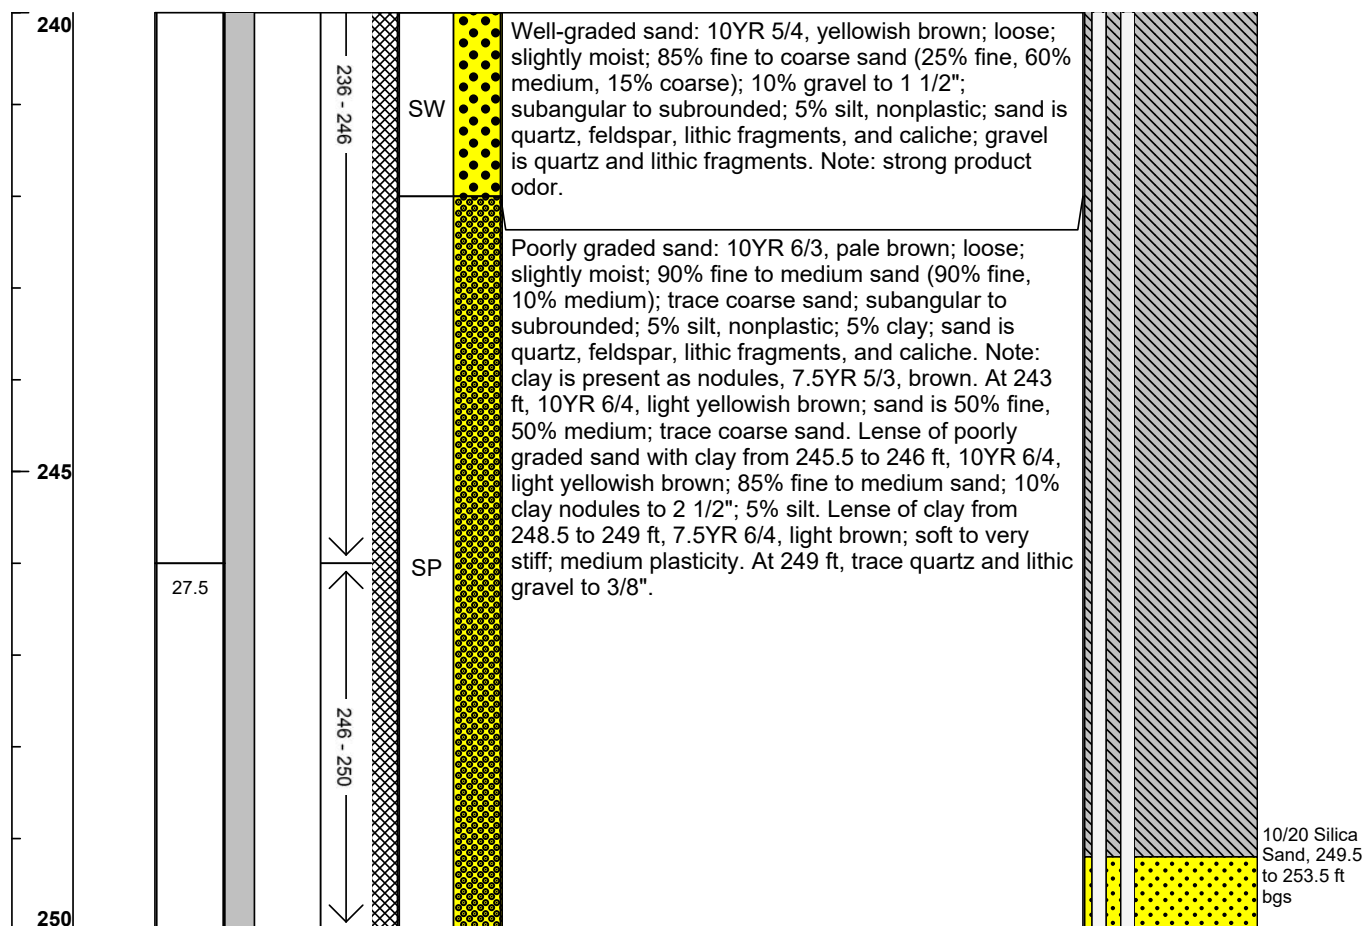 240
236 - 246
SW
Well-graded sand: 10YR 5/4, yellowish brown; loose;
slightly moist; 85% fine to coarse sand (25% fine, 60%
medium, 15% coarse); 10% gravel to 1 1/2";
subangular to subrounded; 5% silt, nonplastic; sand is
quartz, feldspar, lithic fragments, and caliche; gravel
is quartz and lithic fragments. Note: strong product
odor.
Poorly graded sand: 10YR 6/3, pale brown; loose;
slightly moist; 90% fine to medium sand (90% fine,
10% medium); trace coarse sand; subangular to
subrounded; 5% silt, nonplastic; 5% clay; sand is
quartz, feldspar, lithic fragments, and caliche. Note:
clay is present as nodules, 7.5YR 5/3, brown. At 243
ft, 10YR 6/4, light yellowish brown; sand is 50% fine,
50% medium; trace coarse sand. Lense of poorly
graded sand with clay from 245.5 to 246 ft, 10YR 6/4,
light yellowish brown; 85% fine to medium sand; 10%
clay nodules to 2 1/2"; 5% silt. Lense of clay from
248.5 to 249 ft, 7.5YR 6/4, light brown; soft to very
stiff; medium plasticity. At 249 ft, trace quartz and lithic
gravel to 3/8".
245
SP
27.5
246 - 250
10/20 Silica
Sand, 249.5
to 253.5 ft
bgs
250